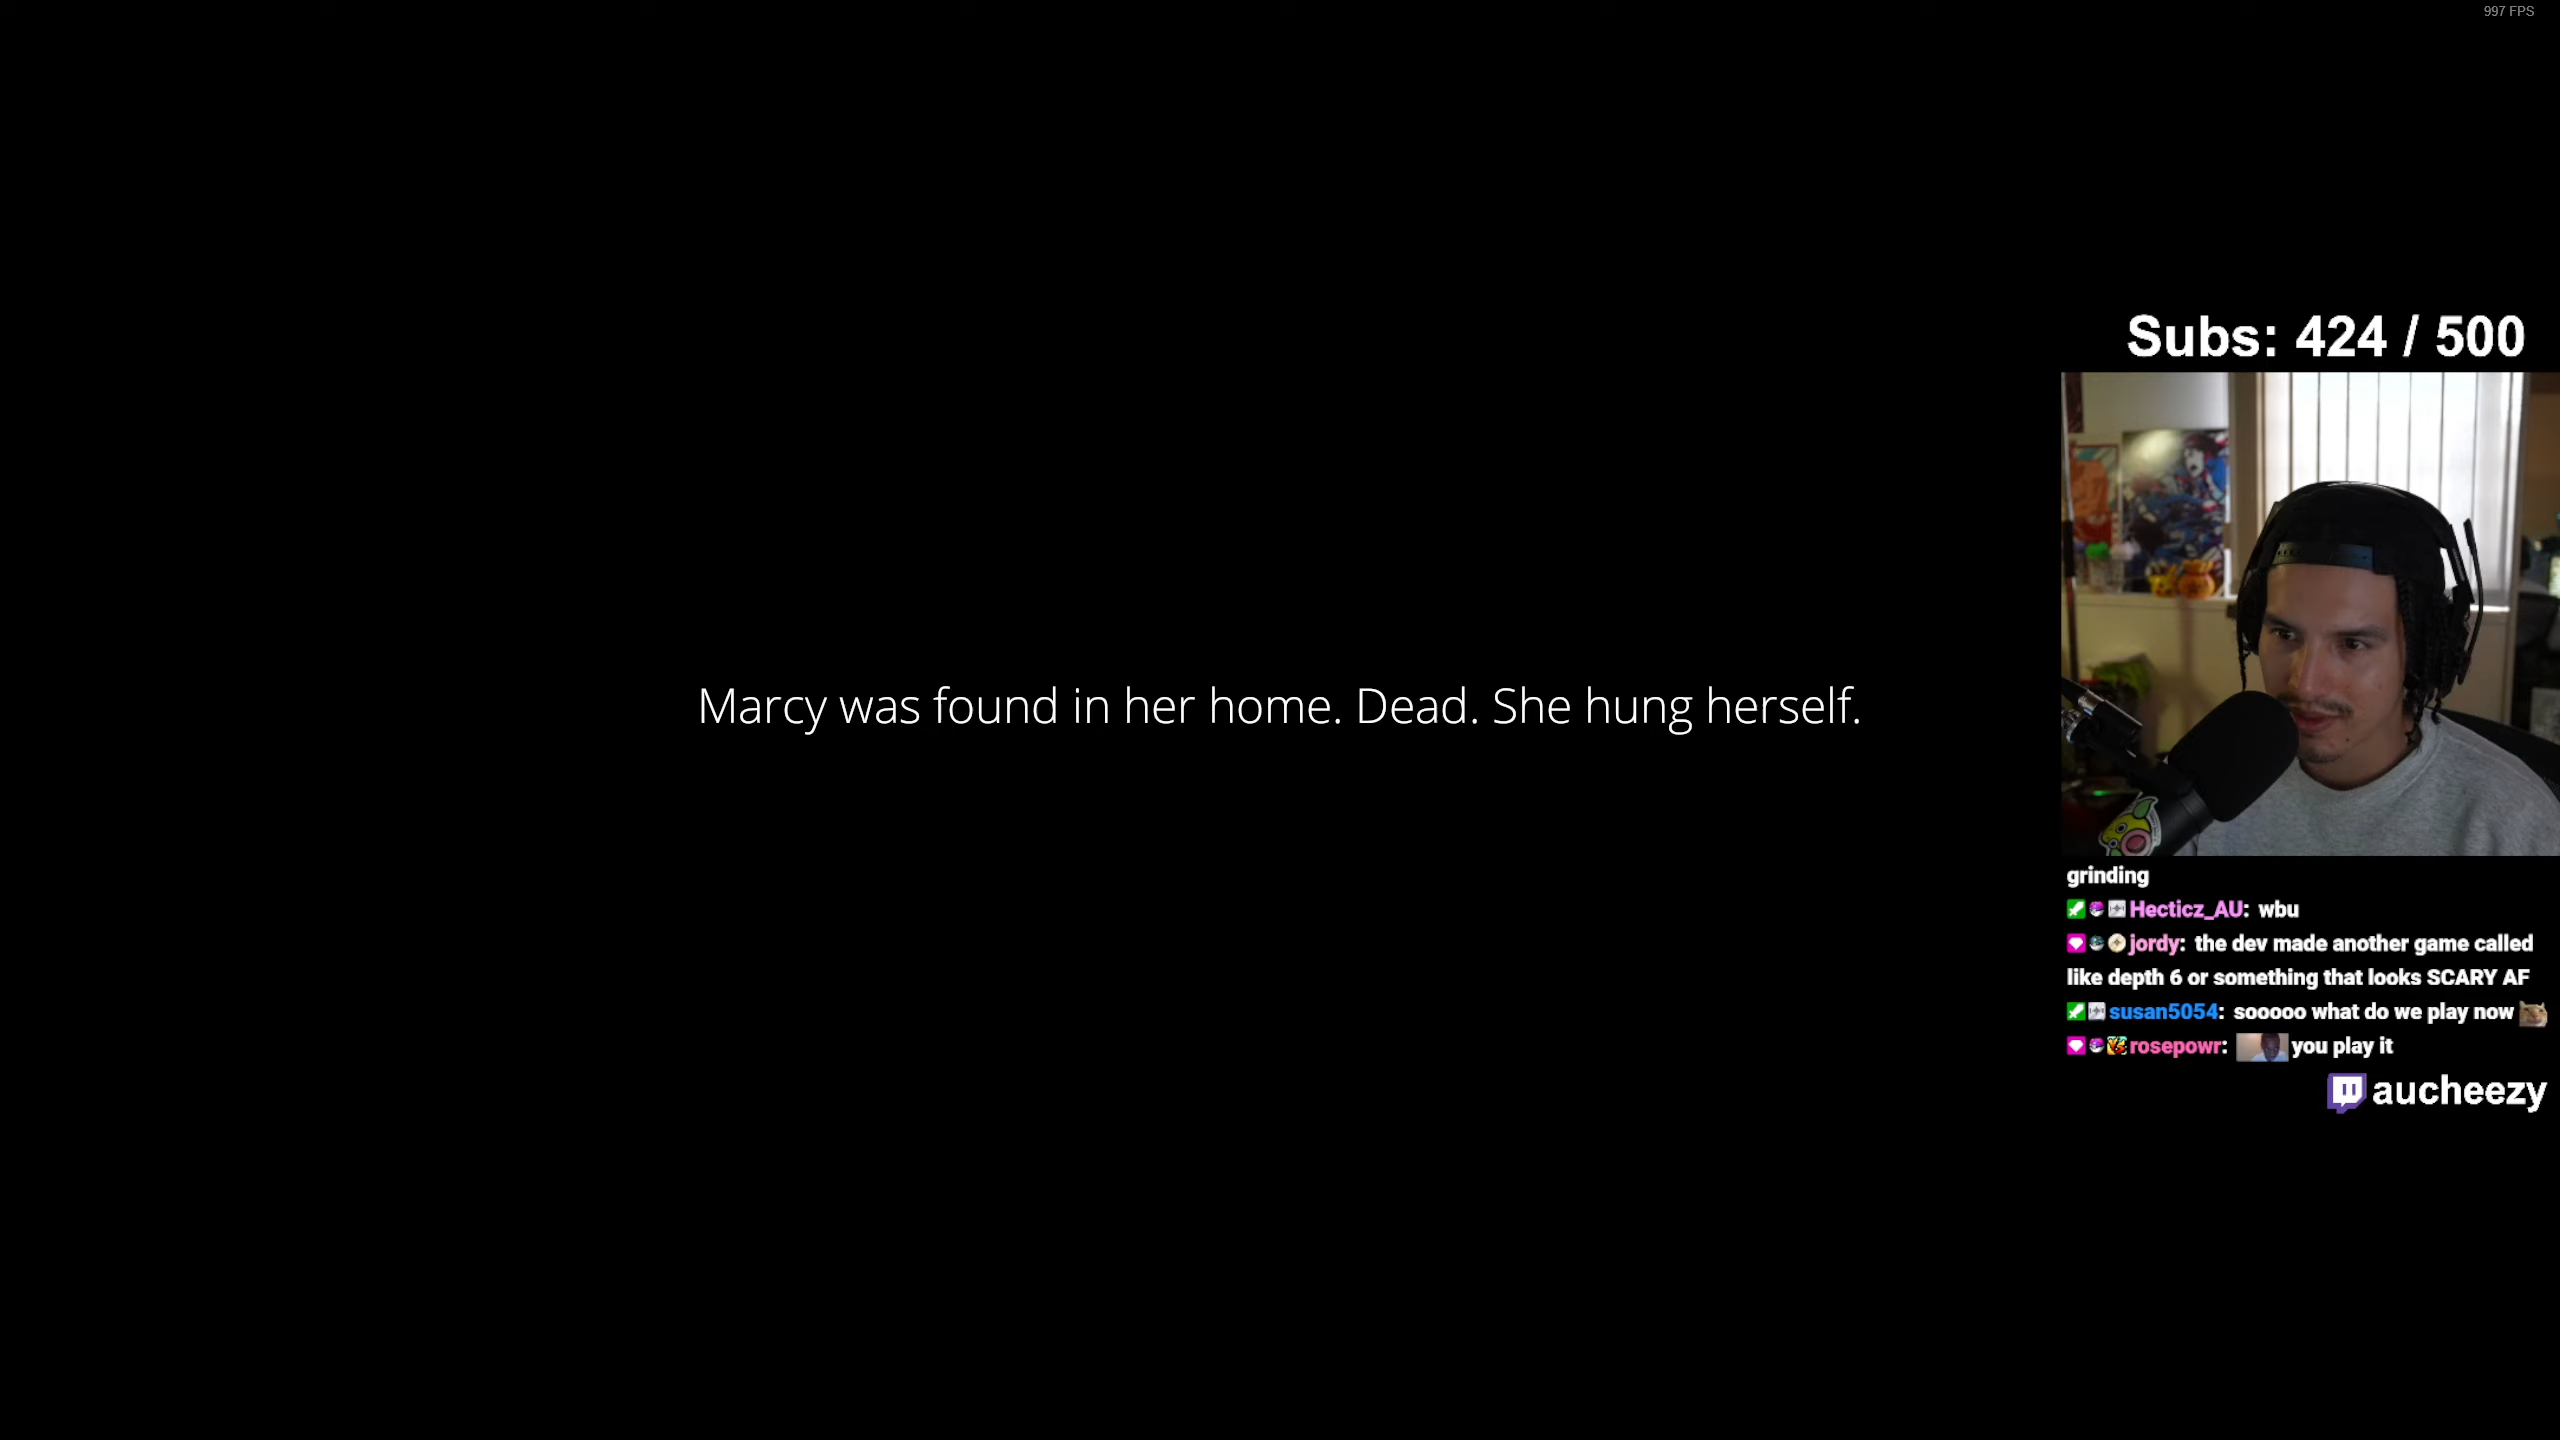 997 FPS
Subs: 424 / 500
Marcy was found in her home. Dead. She hung herself.
grinding
Hecticz_AU: wbu
jordy: the dev made another game called
like depth 6 or something that looks SCARY AF
susan5054: sooooo what do we play now
rosepowr: you play it
aucheezy